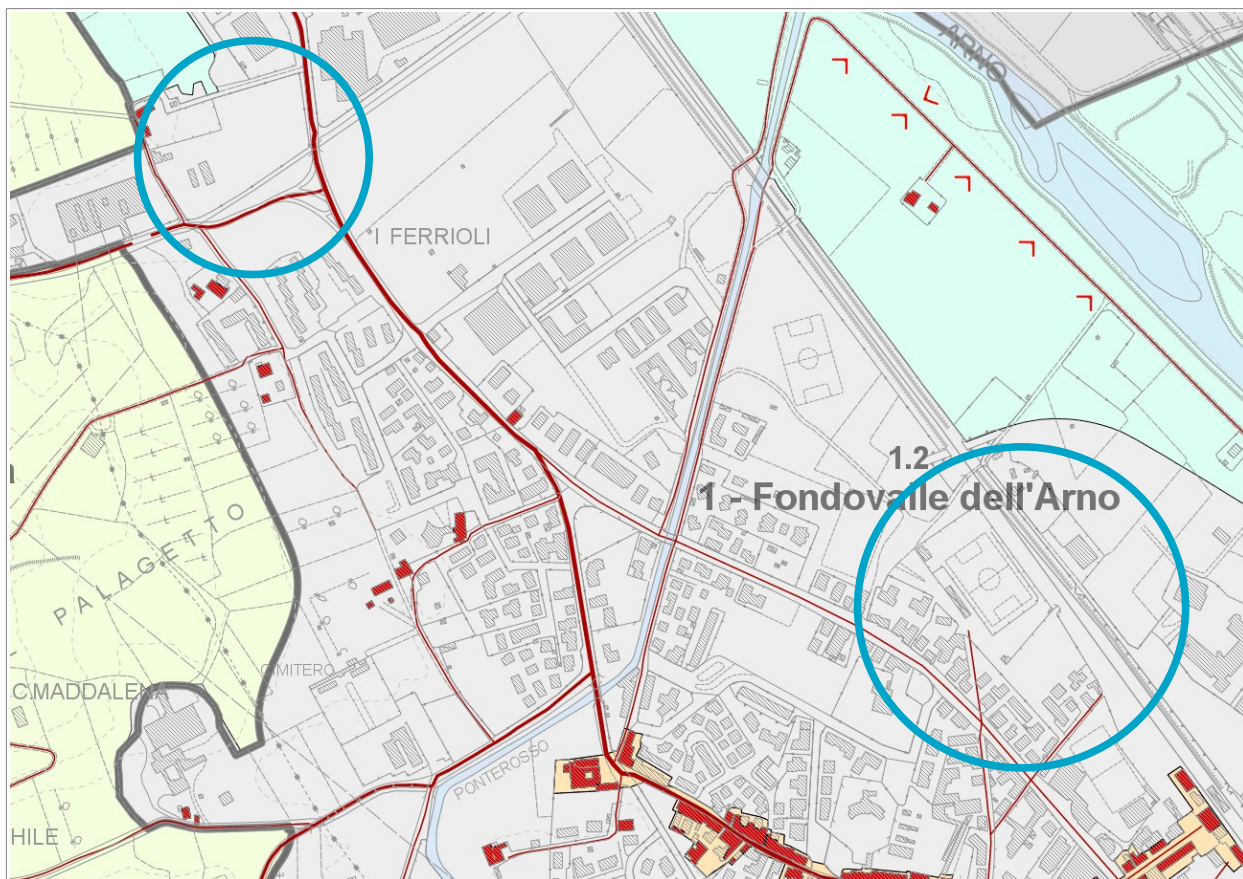 ARNO
I FERRIOLI
1.2
1 - Fondovalle dell'Arno
PALAGETTO
CIMITERO
C.MADDALENA
PONTEROSSO
HILE